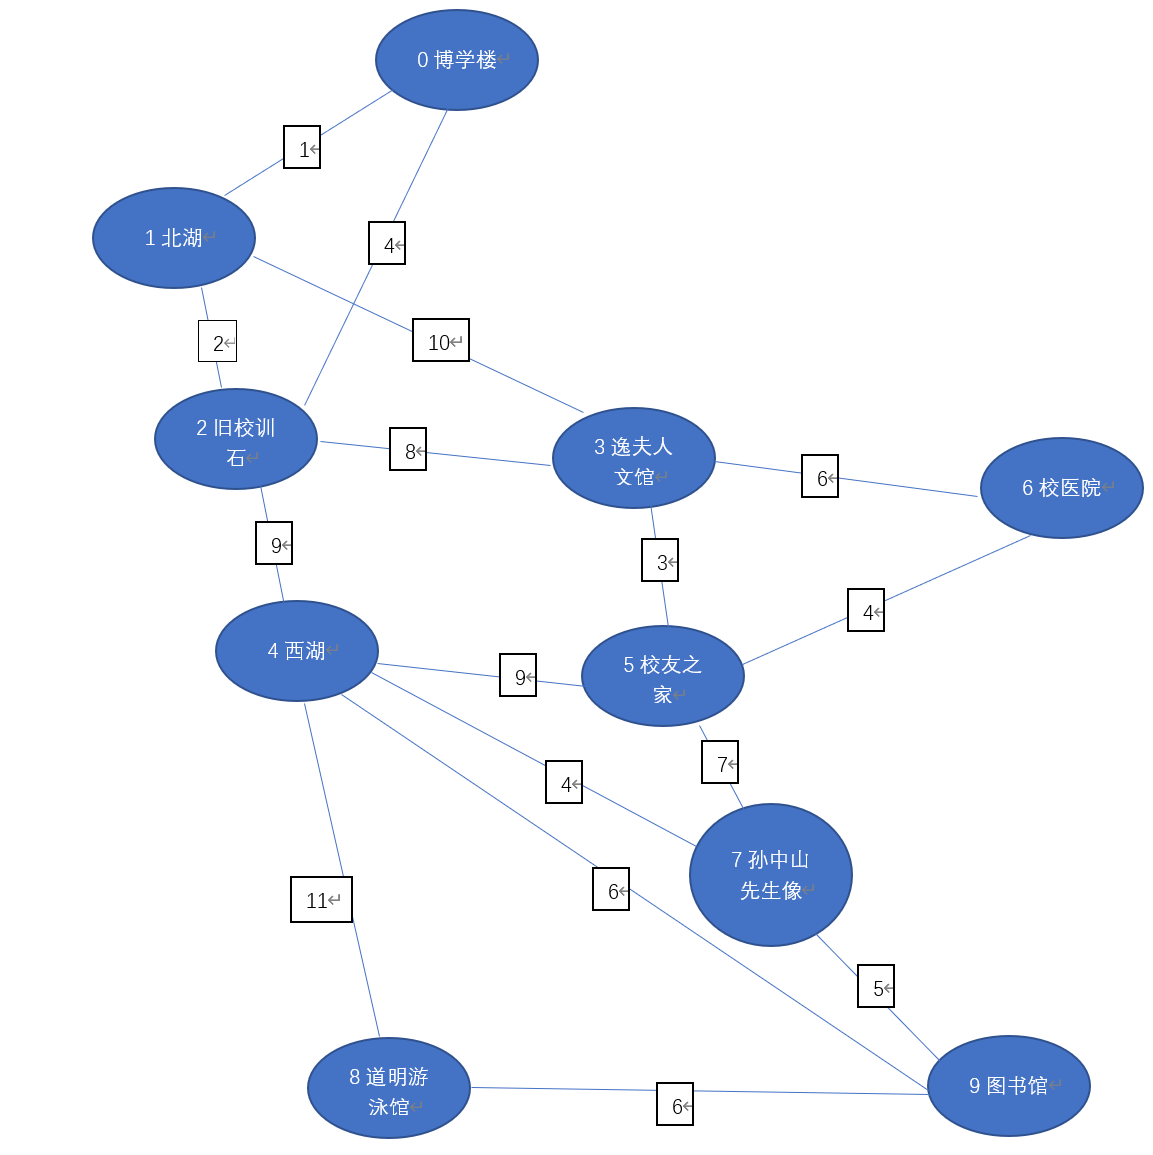 0 博学楼
1
1 北湖
4
2
10
2 旧校训
石
8
3 逸夫人
文馆
6
6 校医院
9
3
4
4 西湖
9
5 校友之
家
7
4
7 孙中山
先生像
6
11
5
8 道明游
泳馆
6
9 图书馆